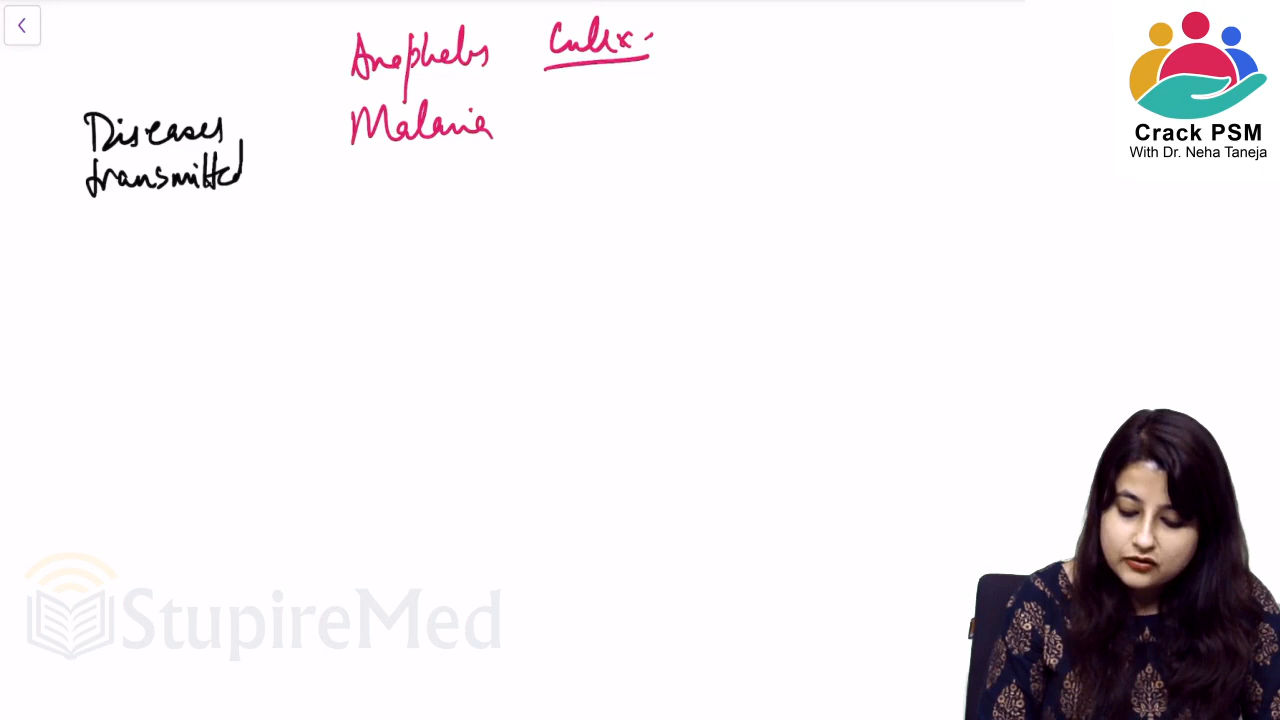 Anopheles Culex
Malaria
Diseases
transmitted
Crack PSM
With Dr. Neha Taneja
StupireMed